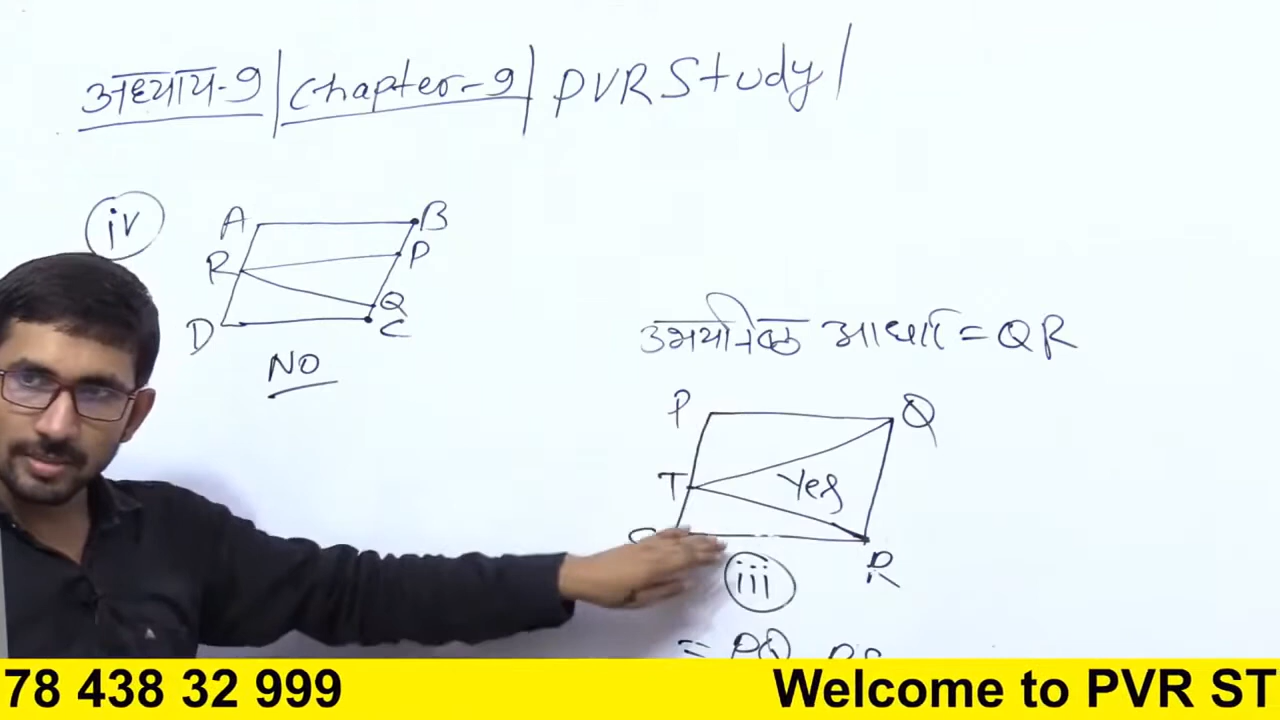 अध्याय-9 | Chapter-9 | PVR Study |
iv
A B
R P
Q
D C
NO
उभयनिष्ठ आधार = QR
P Q
T Yes
R
iii
= PQ
78 438 32 999
Welcome to PVR ST